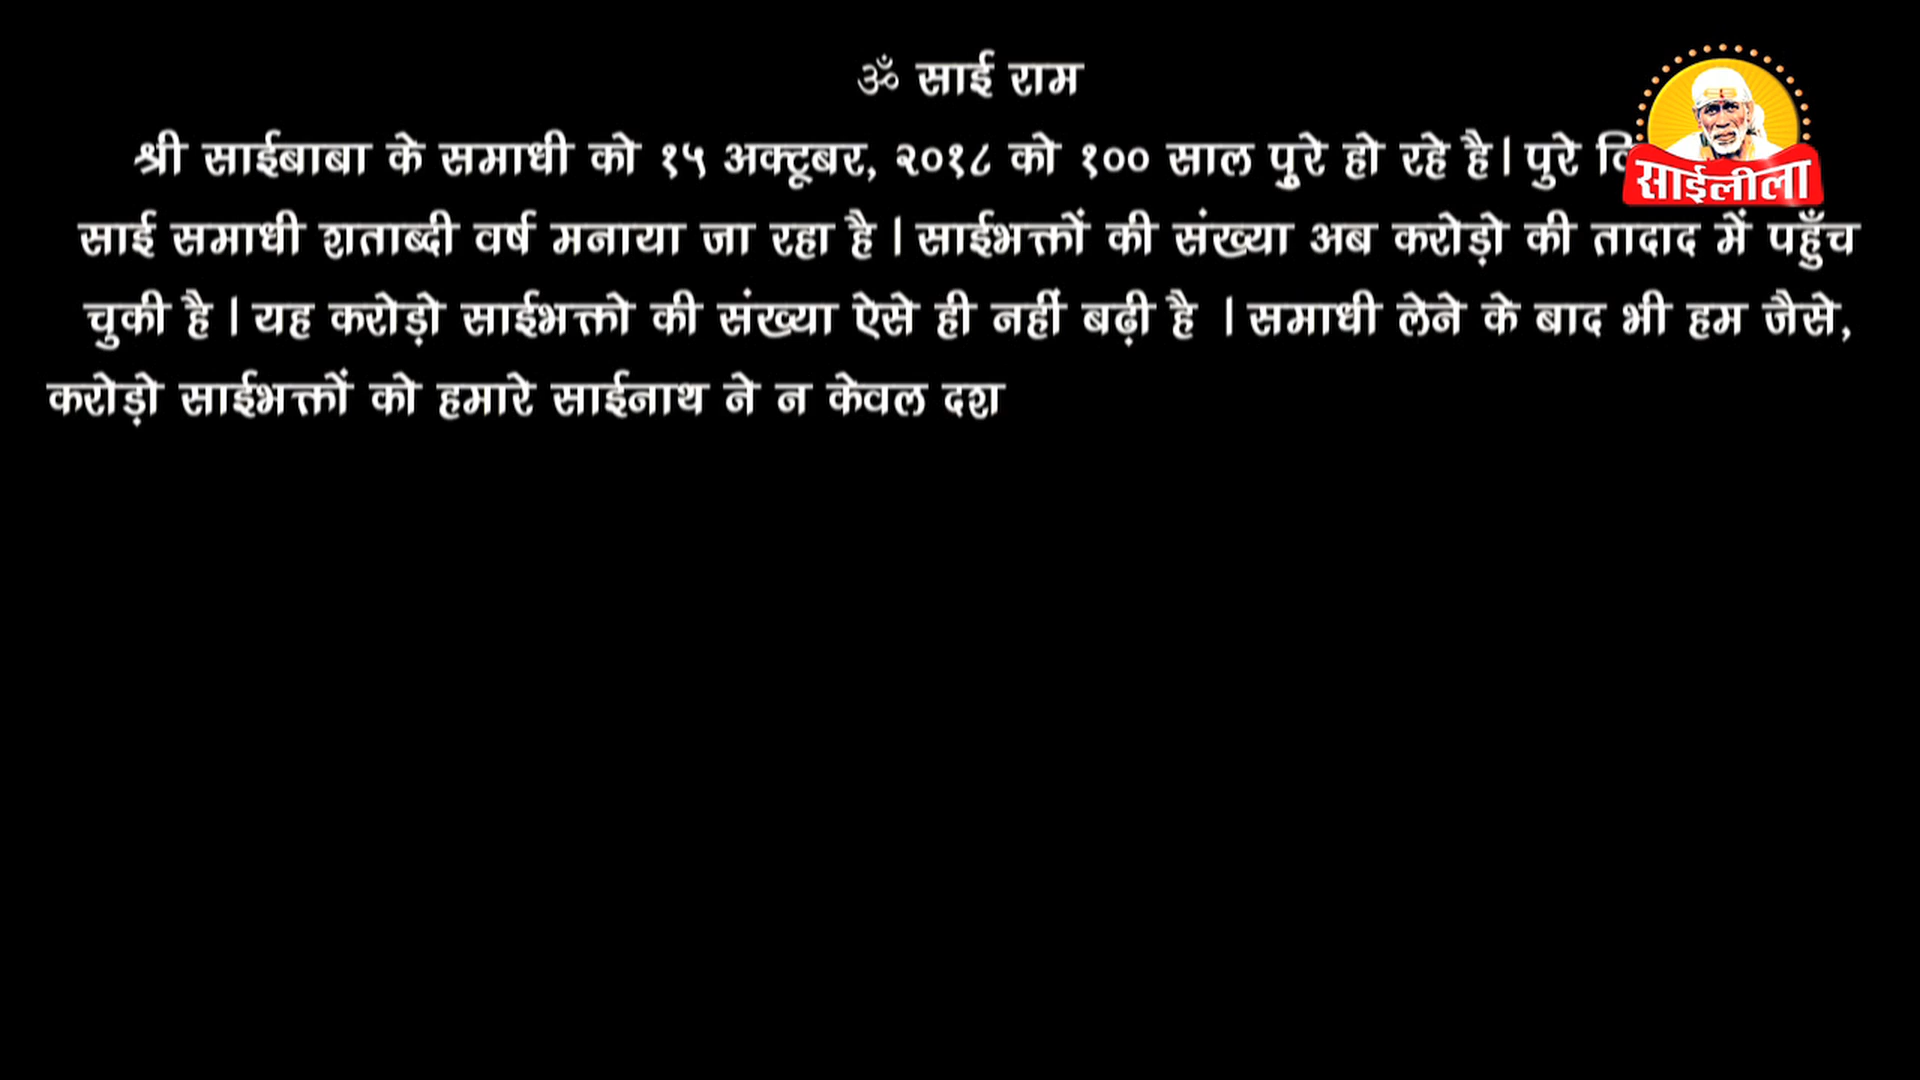 ॐ साई राम
श्री साईबाबा के समाधी को १५ अक्टूबर, २०१८ को १०० साल पुरे हो रहे है। पुरे
साईलीला
साई समाधी शताब्दी वर्ष मनाया जा रहा है । साईभक्तों की संख्या अब करोड़ो की तादाद में पहुँच
चुकी है । यह करोड़ो साईभक्तो की संख्या ऐसे ही नहीं बढ़ी है । समाधी लेने के बाद भी हम जैसे,
करोड़ो साईभक्तों को हमारे साईनाथ ने न केवल दश